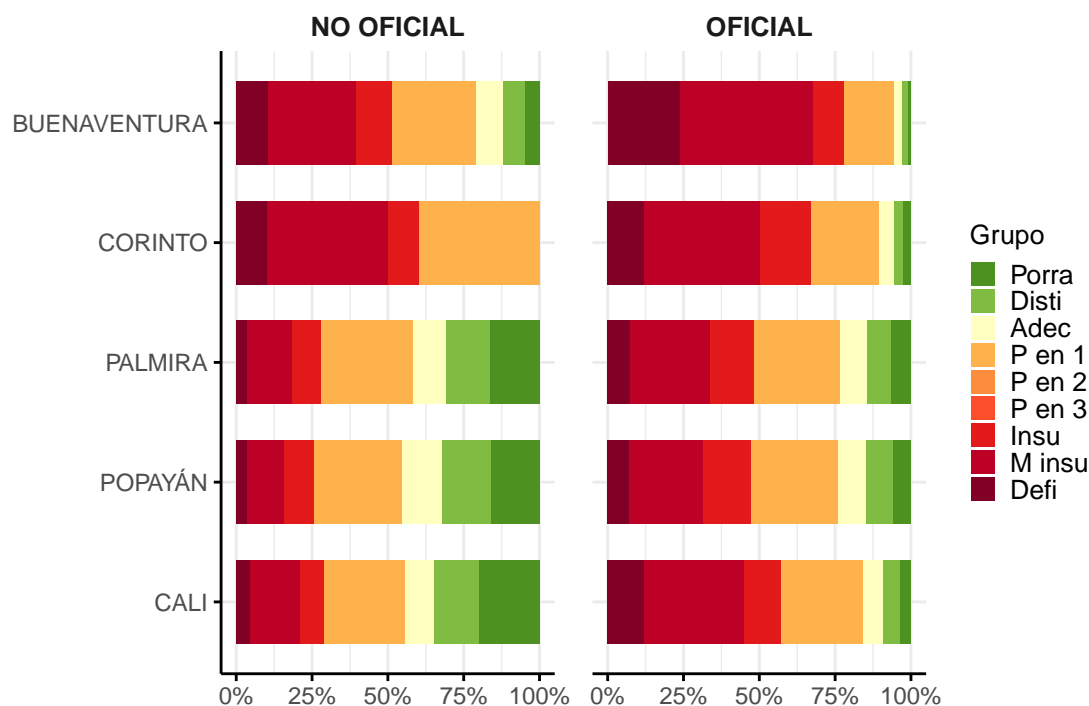 NO OFICIAL
OFICIAL
BUENAVENTURA
CORINTO
PALMIRA
POPAYÁN
CALI
0% 25% 50% 75% 100%
0% 25% 50% 75% 100%
Grupo
Porra
Disti
Adec
P en 1
P en 2
P en 3
Insu
M insu
Defi